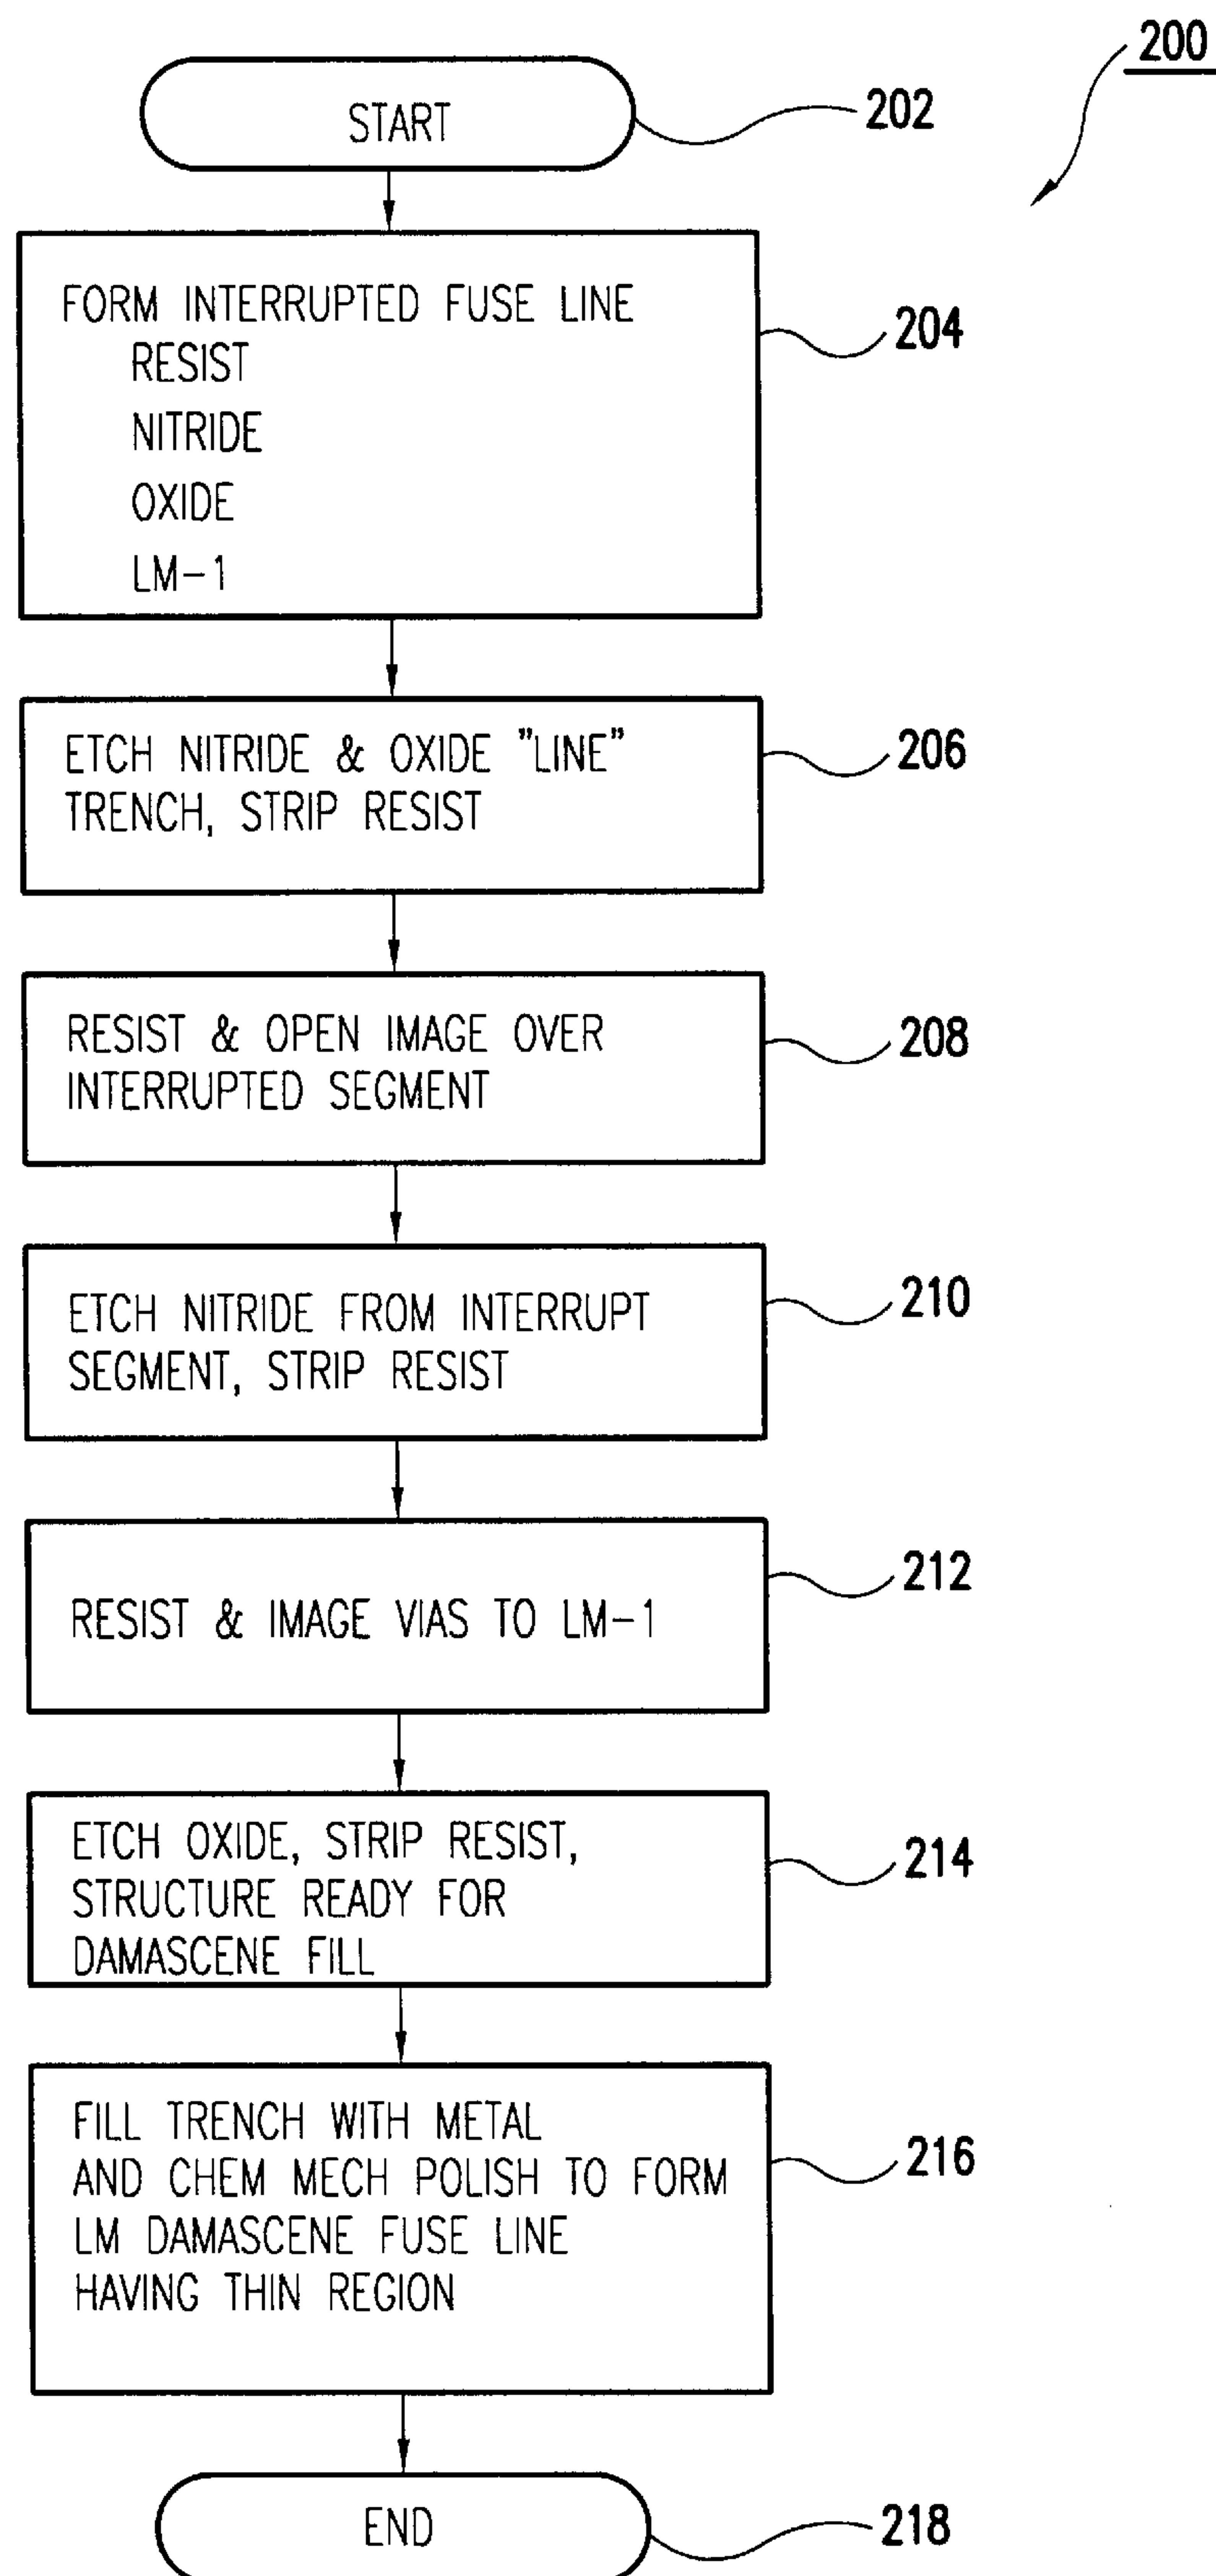 200
START
202
FORM INTERRUPTED FUSE LINE
RESIST
NITRIDE
OXIDE
LM-1
204
ETCH NITRIDE & OXIDE "LINE"
TRENCH, STRIP RESIST
206
RESIST & OPEN IMAGE OVER
INTERRUPTED SEGMENT
208
ETCH NITRIDE FROM INTERRUPT
SEGMENT, STRIP RESIST
210
RESIST & IMAGE VIAS TO LM-1
212
ETCH OXIDE, STRIP RESIST,
STRUCTURE READY FOR
DAMASCENE FILL
214
FILL TRENCH WITH METAL
AND CHEM MECH POLISH TO FORM
LM DAMASCENE FUSE LINE
HAVING THIN REGION
216
END
218